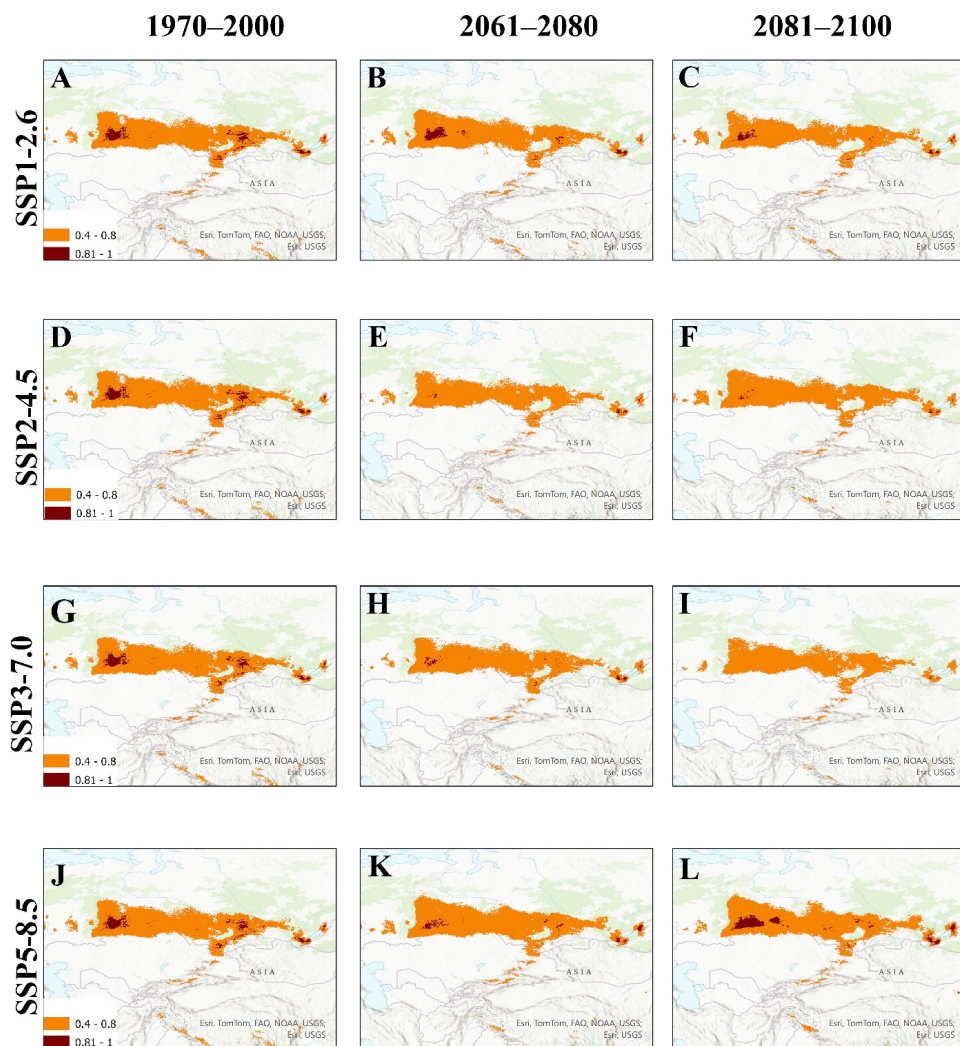 1970–2000 2061–2080 2081–2100
SSP1-2.6
A
ASIA
0.4 - 0.8
0.81 - 1
Esri, TomTom, FAO, NOAA, USGS;
Esri, USGS
B
ASIA
Esri, TomTom, FAO, NOAA, USGS;
Esri, USGS
C
ASIA
Esri, TomTom, FAO, NOAA, USGS;
Esri, USGS
SSP2-4.5
D
ASIA
0.4 - 0.8
0.81 - 1
Esri, TomTom, FAO, NOAA, USGS;
Esri, USGS
E
ASIA
Esri, TomTom, FAO, NOAA, USGS;
Esri, USGS
F
ASIA
Esri, TomTom, FAO, NOAA, USGS;
Esri, USGS
SSP3-7.0
G
ASIA
0.4 - 0.8
0.81 - 1
Esri, TomTom, FAO, NOAA, USGS;
Esri, USGS
H
ASIA
Esri, TomTom, FAO, NOAA, USGS;
Esri, USGS
I
ASIA
Esri, TomTom, FAO, NOAA, USGS;
Esri, USGS
SSP5-8.5
J
ASIA
0.4 - 0.8
0.81 - 1
Esri, TomTom, FAO, NOAA, USGS;
Esri, USGS
K
ASIA
Esri, TomTom, FAO, NOAA, USGS;
Esri, USGS
L
ASIA
Esri, TomTom, FAO, NOAA, USGS;
Esri, USGS